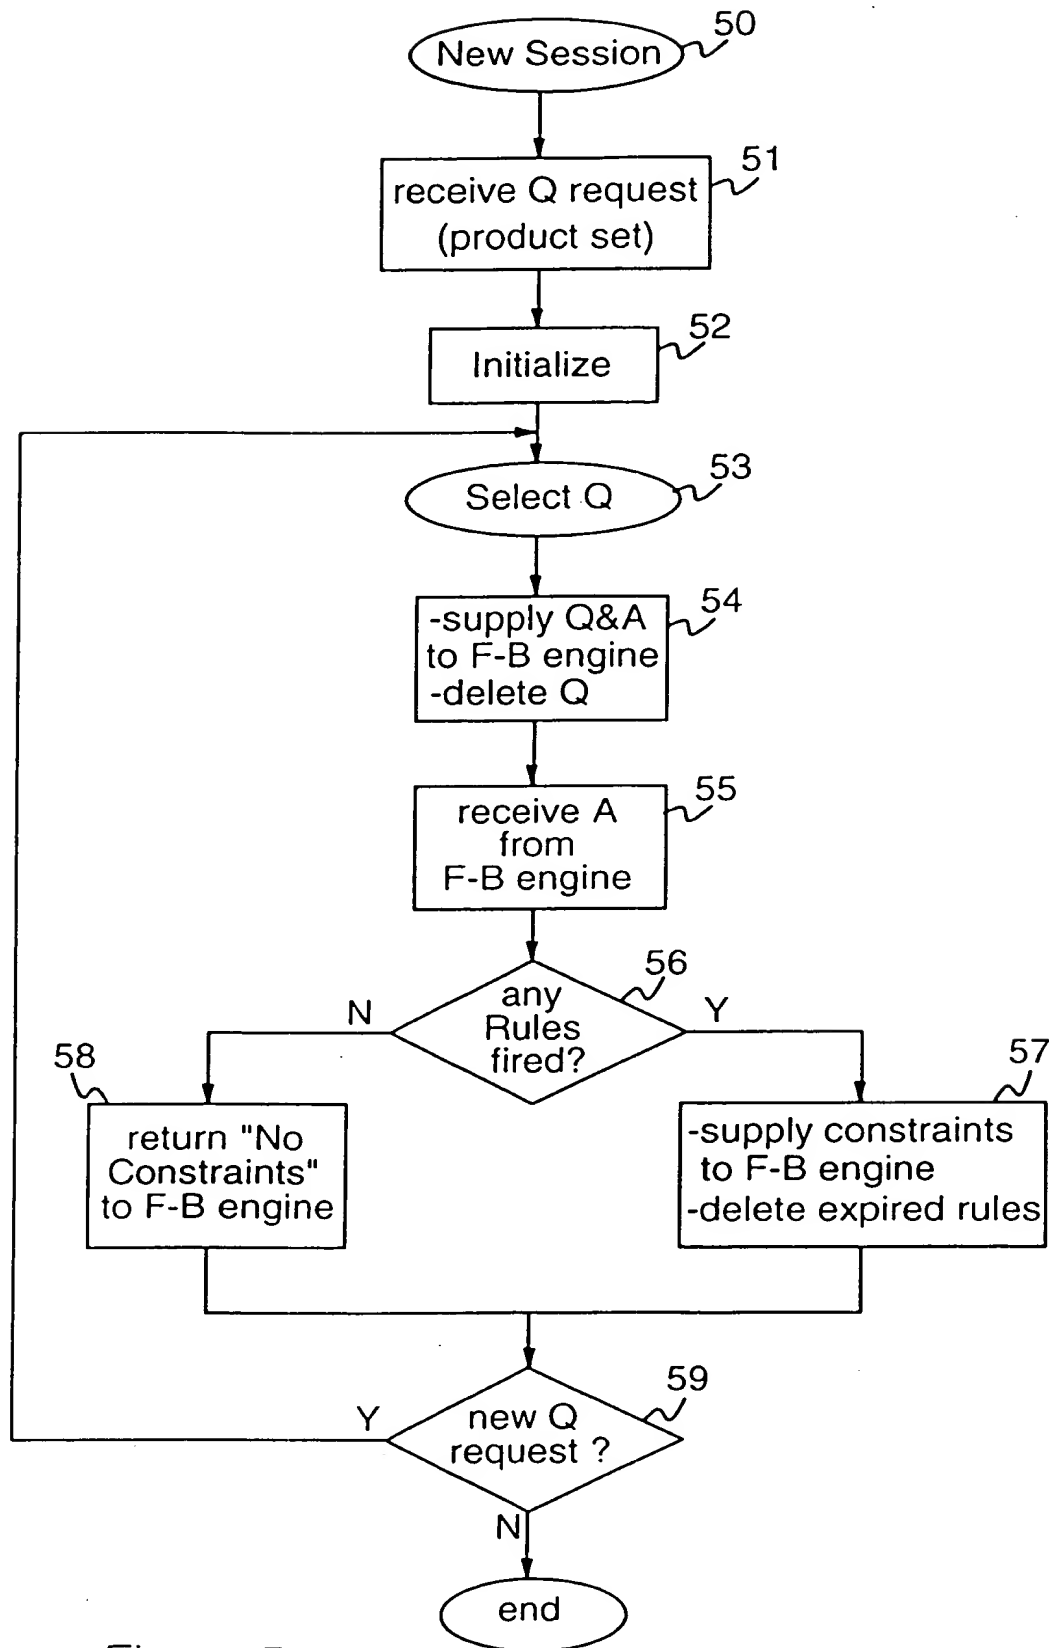 50
New Session
51
receive Q request
(product set)
52
Initialize
53
Select Q
54
-supply Q&A
to F-B engine
-delete Q
55
receive A
from
F-B engine
56
any
Rules
fired?
N
Y
58
return "No
Constraints"
to F-B engine
57
-supply constraints
to F-B engine
-delete expired rules
59
new Q
request ?
Y
N
end